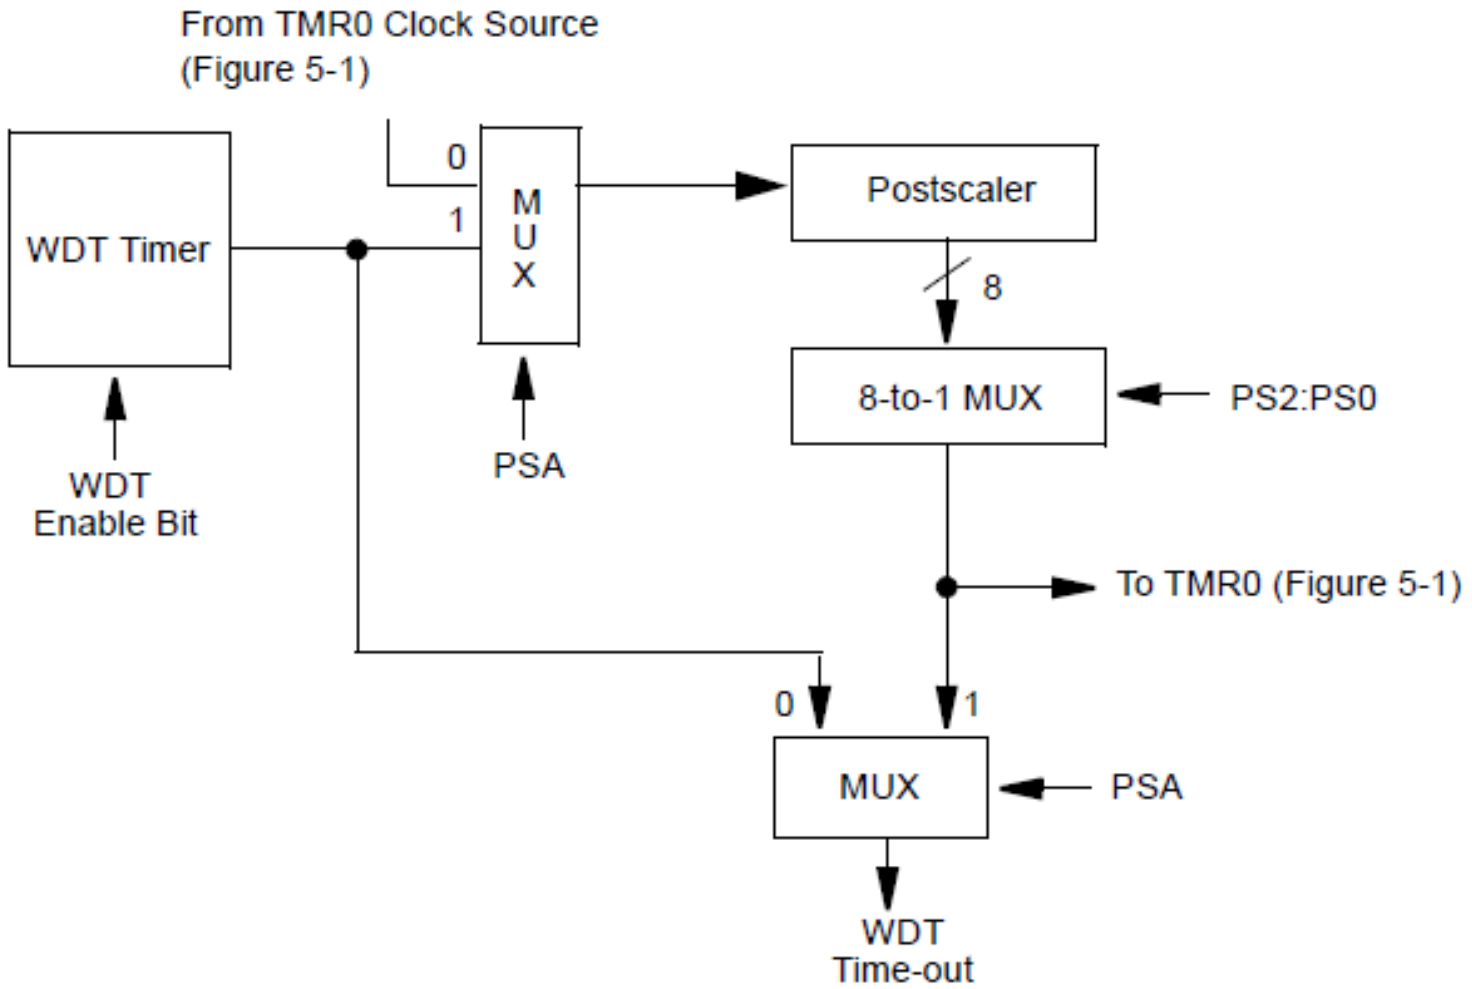 From TMR0 Clock Source
(Figure 5-1)
0
1
M
U
X
WDT Timer
Postscaler
8
8-to-1 MUX
PS2:PS0
PSA
WDT
Enable Bit
To TMR0 (Figure 5-1)
0
1
MUX
PSA
WDT
Time-out